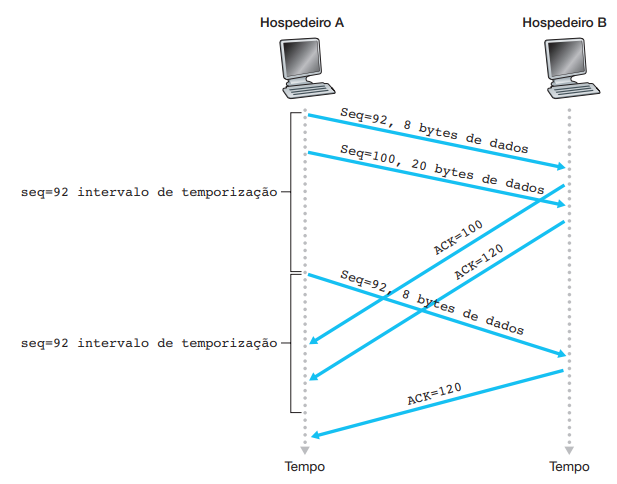 Hospedeiro A
Hospedeiro B
Seq=92, 8 bytes de dados
Seq=100, 20 bytes de dados
seq=92 intervalo de temporização
ACK=100
ACK=120
Seq=92, 8 bytes de dados
seq=92 intervalo de temporização
ACK=120
Tempo
Tempo